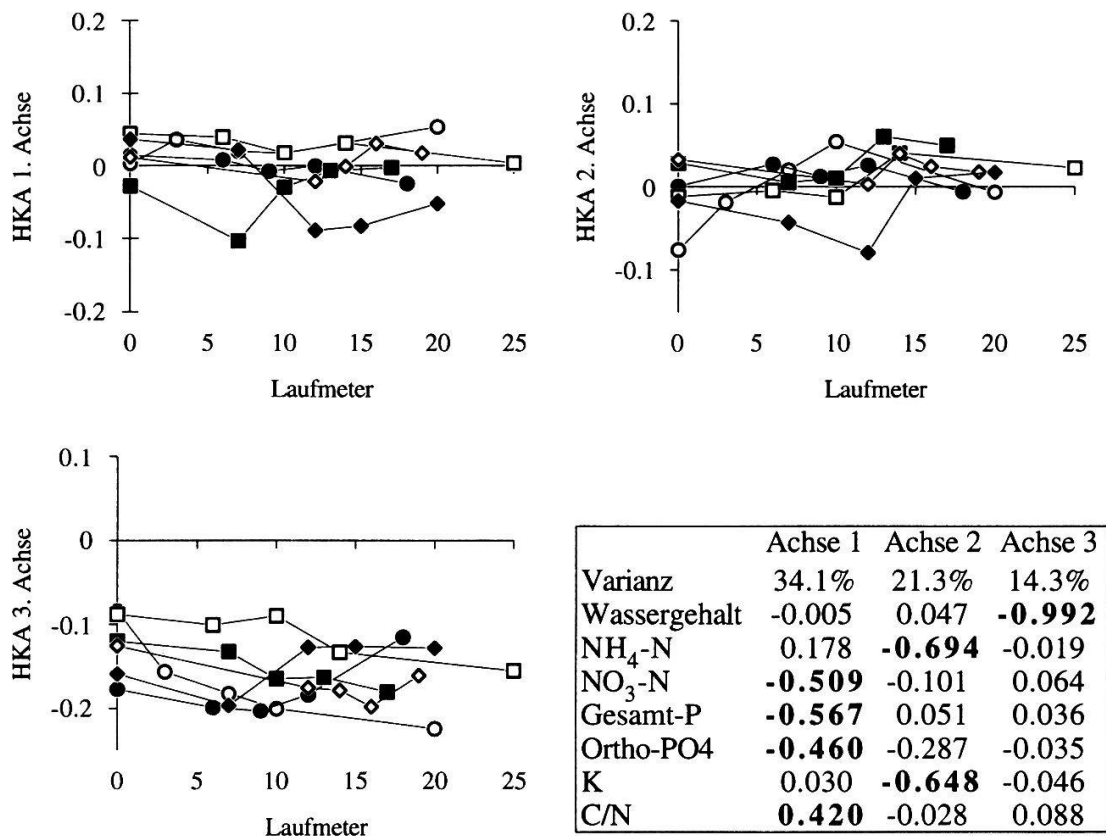 HKA 1. Achse
0.2
0.1
0
-0.1
-0.2
0 5 10 15 20 25
Laufmeter
HKA 2. Achse
0.2
0.1
0
-0.1
0 5 10 15 20 25
Laufmeter
HKA 3. Achse
0.1
0
-0.1
-0.2
0 5 10 15 20 25
Laufmeter
Achse 1 Achse 2 Achse 3
Varianz 34.1% 21.3% 14.3%
Wassergehalt -0.005 0.047 -0.992
NH₄-N 0.178 -0.694 -0.019
NO₃-N -0.509 -0.101 0.064
Gesamt-P -0.567 0.051 0.036
Ortho-PO4 -0.460 -0.287 -0.035
K 0.030 -0.648 -0.046
C/N 0.420 -0.028 0.088